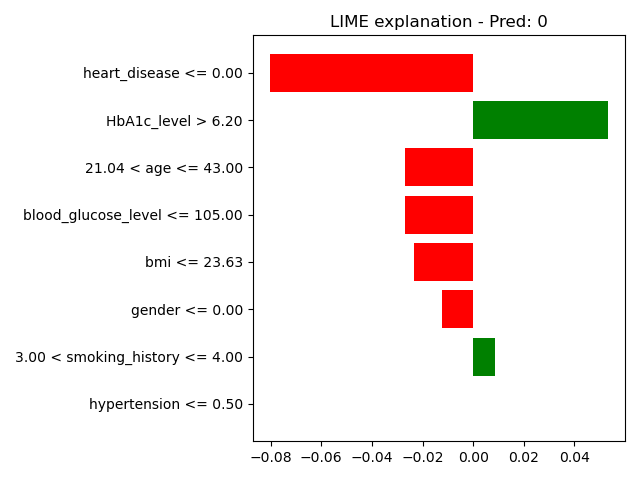 LIME explanation - Pred: 0
heart_disease <= 0.00
HbA1c_level > 6.20
21.04 < age <= 43.00
blood_glucose_level <= 105.00
bmi <= 23.63
gender <= 0.00
3.00 < smoking_history <= 4.00
hypertension <= 0.50
−0.08 −0.06 −0.04 −0.02 0.00 0.02 0.04